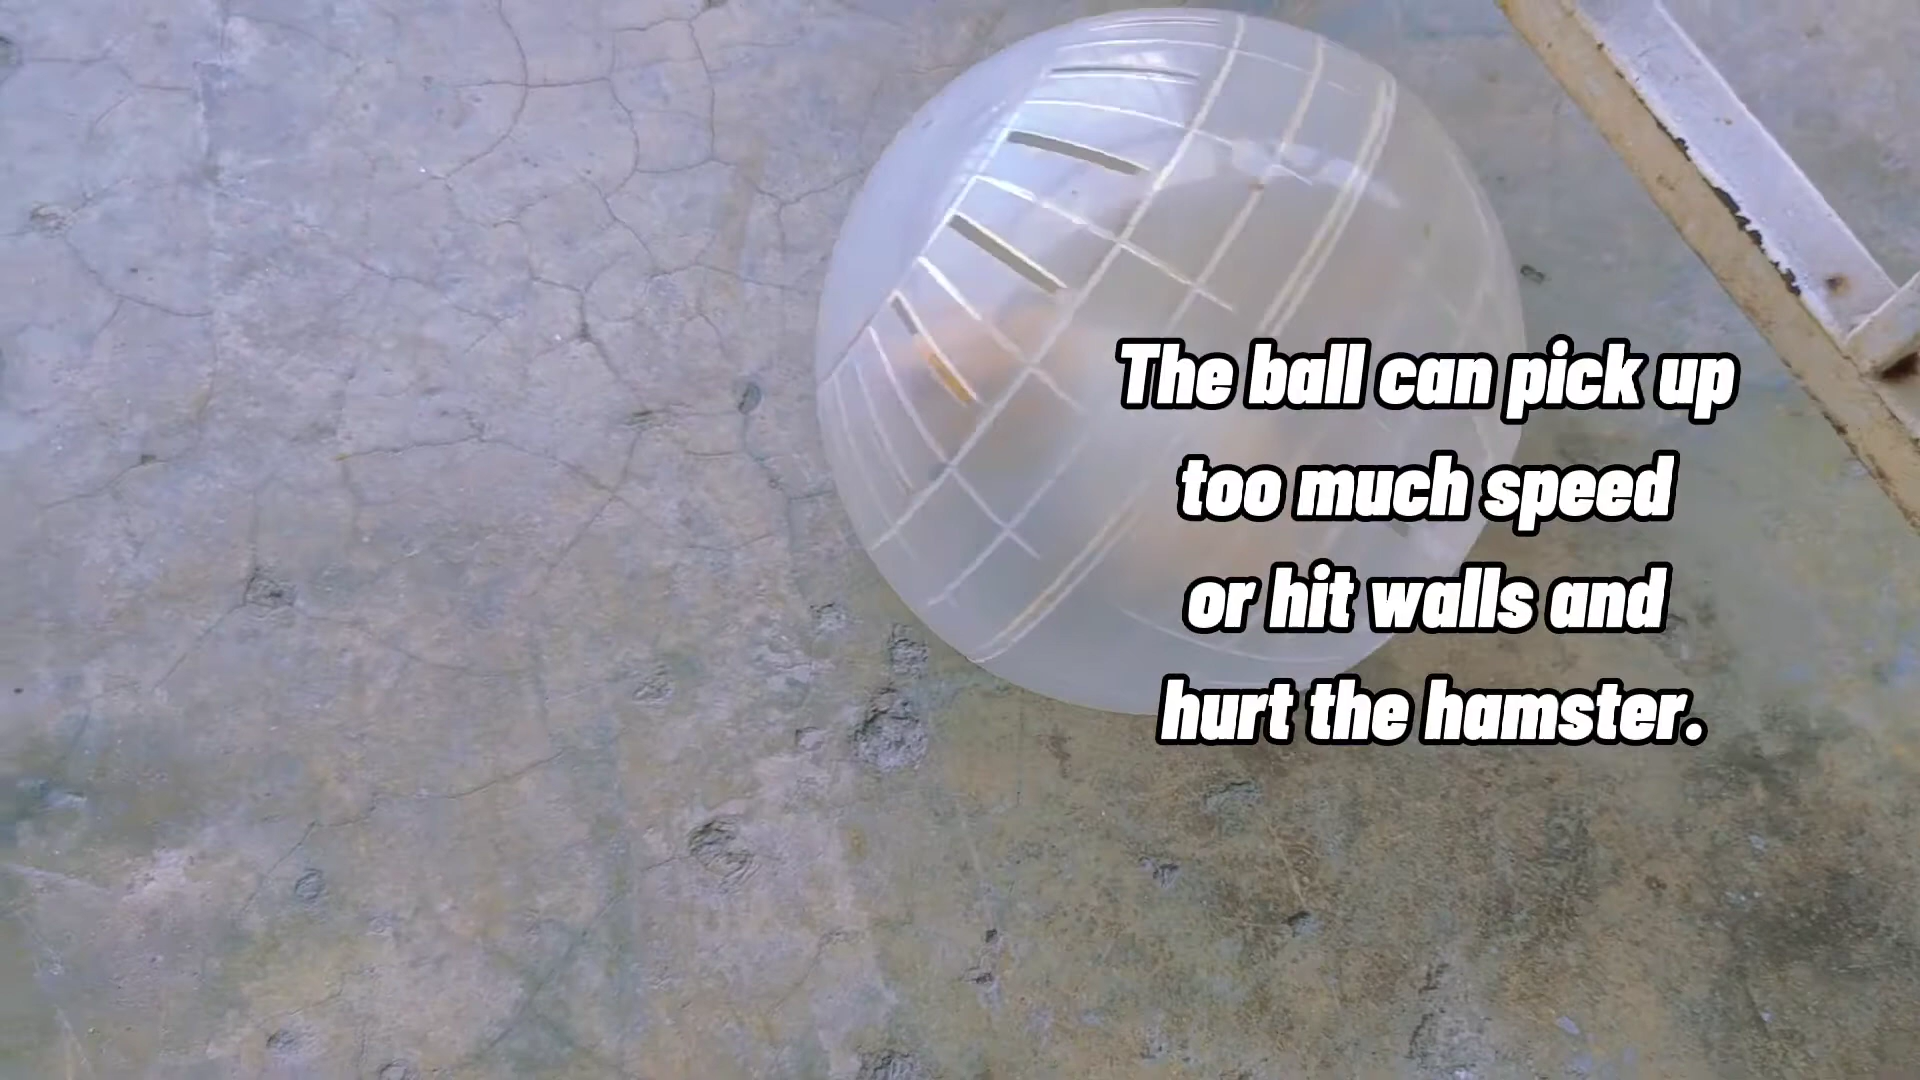 The ball can pick up
too much speed
or hit walls and
hurt the hamster.